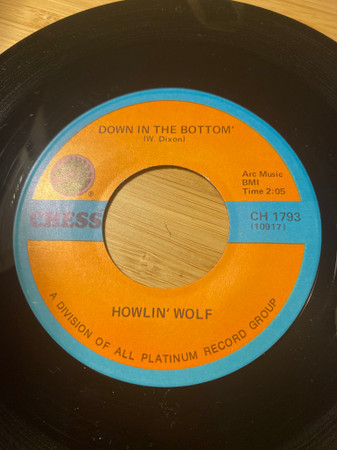 DOWN IN THE BOTTOM'
(W. Dixon)
®
Arc Music
BMI
Time 2:05
CHESS
CH 1793
(10917)
HOWLIN' WOLF
A DIVISION OF ALL PLATINUM RECORD GROUP